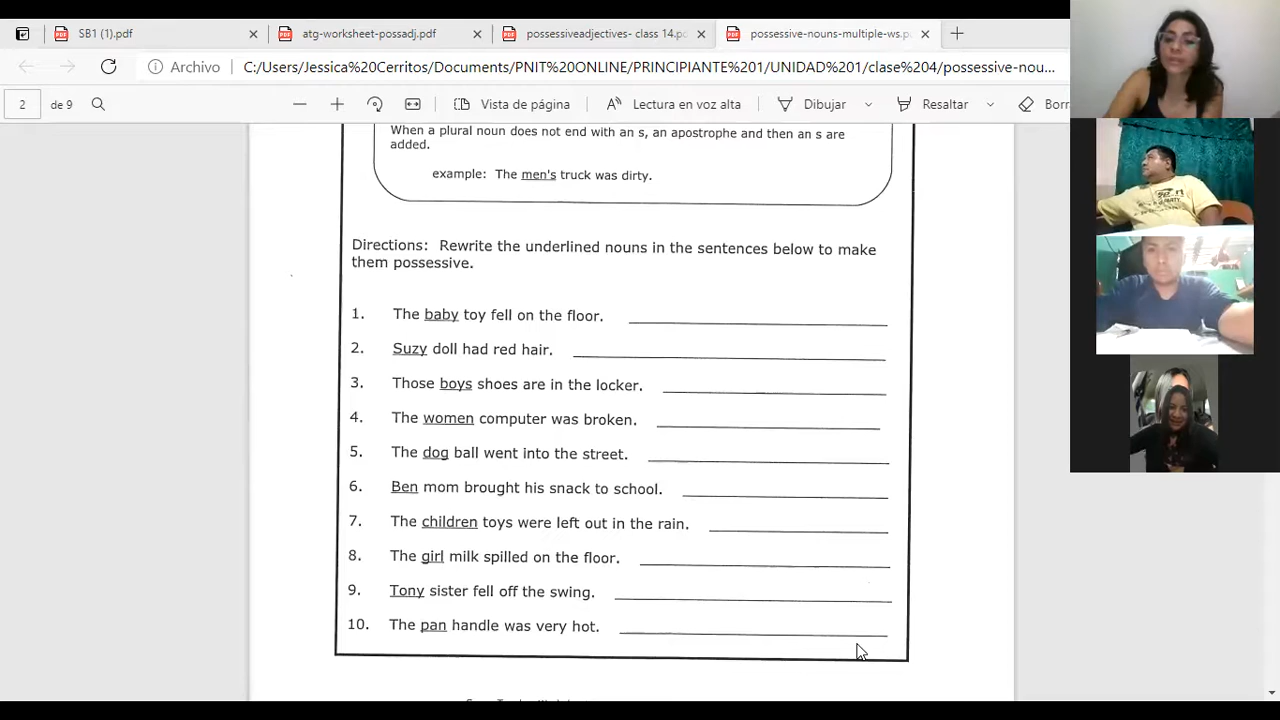 SB1 (1).pdf
atg-worksheet-possadj.pdf
possessiveadjectives- class 14.pd
possessive-nouns-multiple-ws.p
Archivo
C:/Users/Jessica%20Cerritos/Documents/PNIT%20ONLINE/PRINCIPIANTE%201/UNIDAD%201/clase%204/possessive-nou...
2
de 9
Vista de página
Lectura en voz alta
Dibujar
Resaltar
Borr
When a plural noun does not end with an s, an apostrophe and then an s are
added.
example: The men's truck was dirty.
Directions: Rewrite the underlined nouns in the sentences below to make
them possessive.
1. The baby toy fell on the floor.
2. Suzy doll had red hair.
3. Those boys shoes are in the locker.
4. The women computer was broken.
5. The dog ball went into the street.
6. Ben mom brought his snack to school.
7. The children toys were left out in the rain.
8. The girl milk spilled on the floor.
9. Tony sister fell off the swing.
10. The pan handle was very hot.